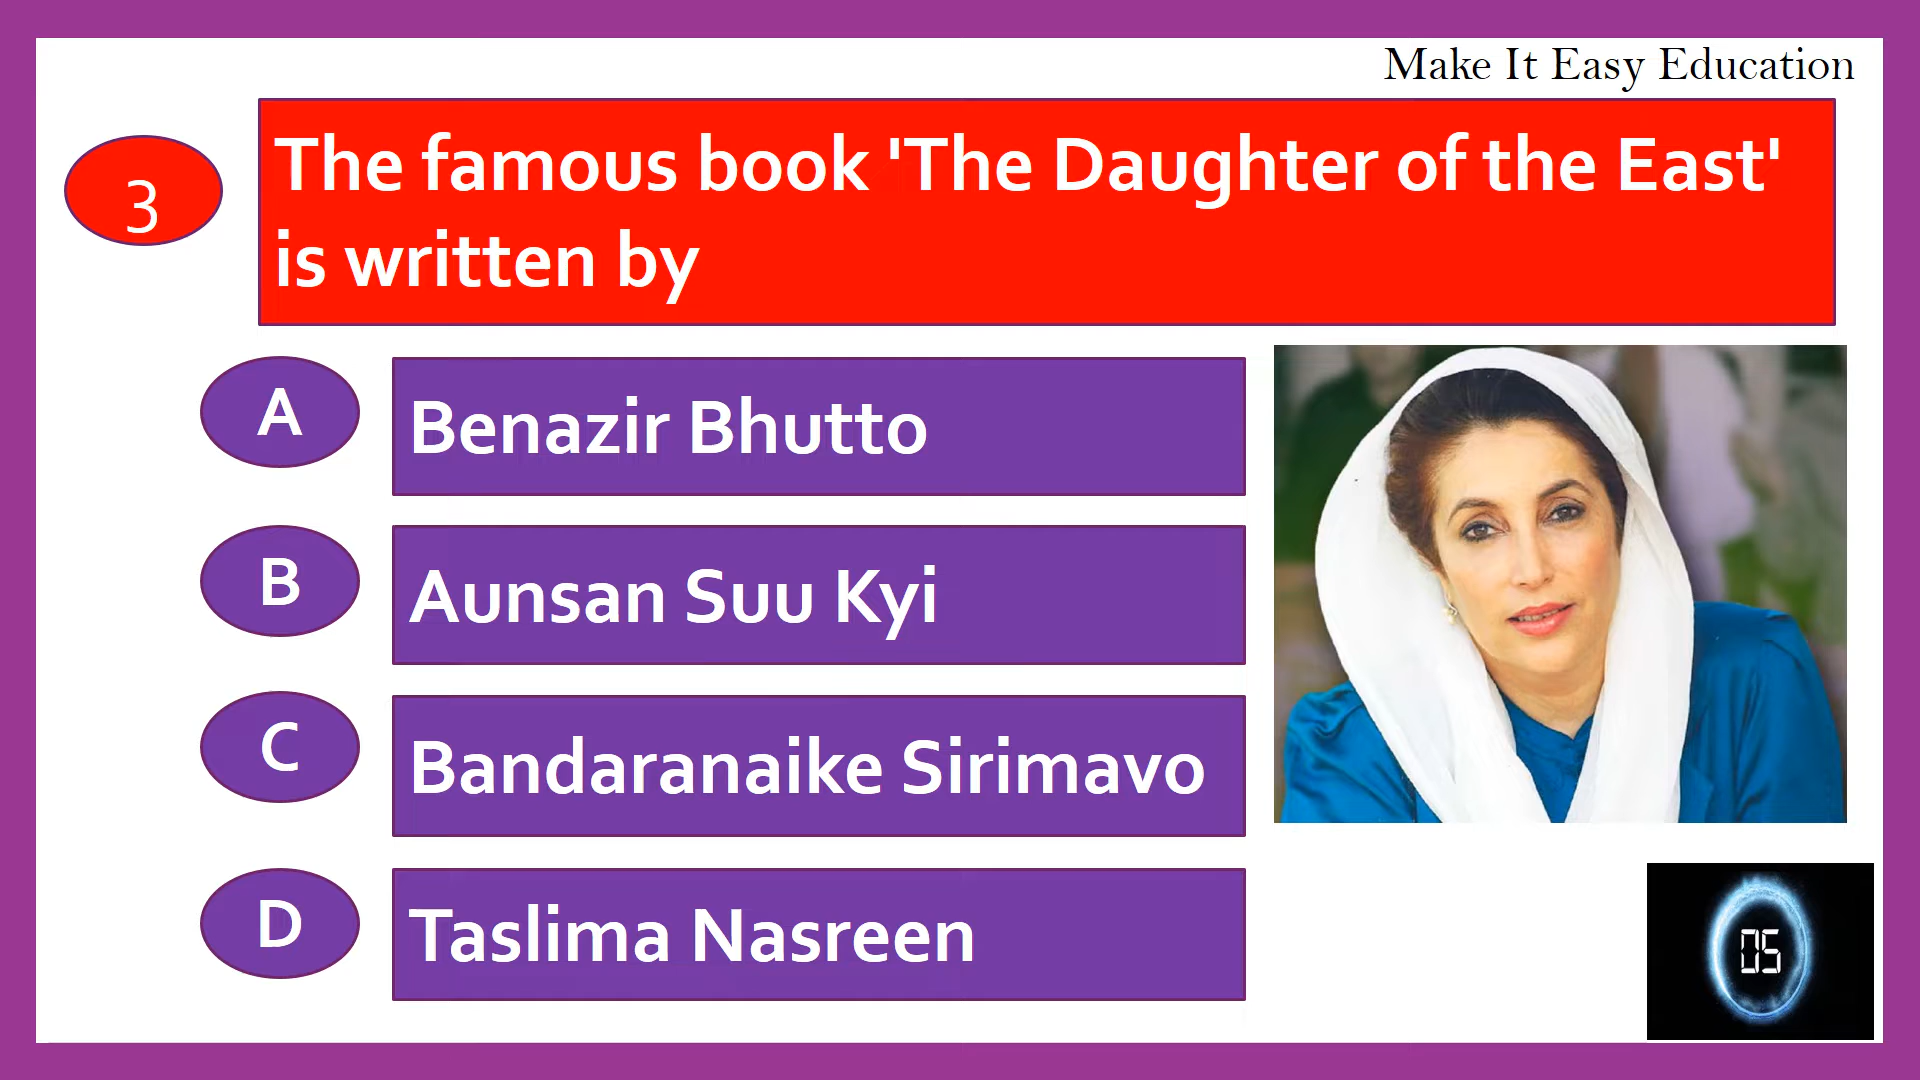 Make It Easy Education
3
The famous book 'The Daughter of the East'
is written by
A
Benazir Bhutto
B
Aunsan Suu Kyi
C
Bandaranaike Sirimavo
D
Taslima Nasreen
05